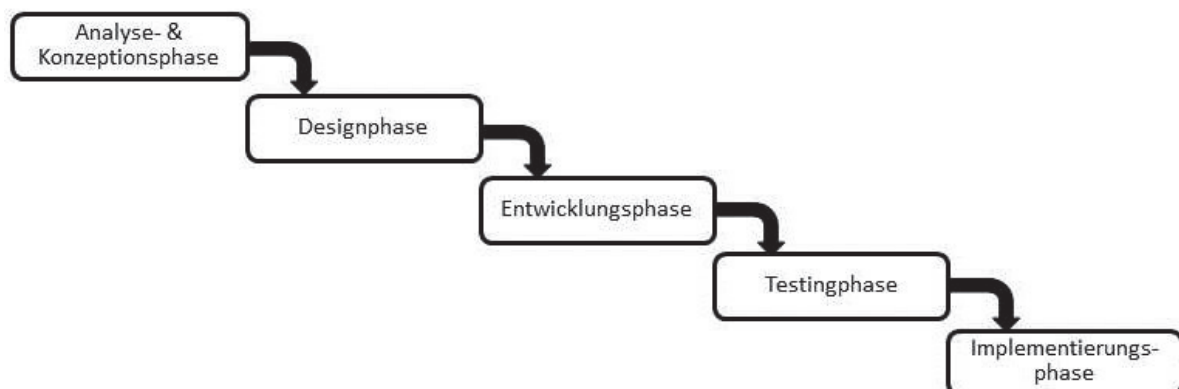 Analyse- &
Konzeptionsphase
Designphase
Entwicklungsphase
Testingphase
Implementierungs-
phase